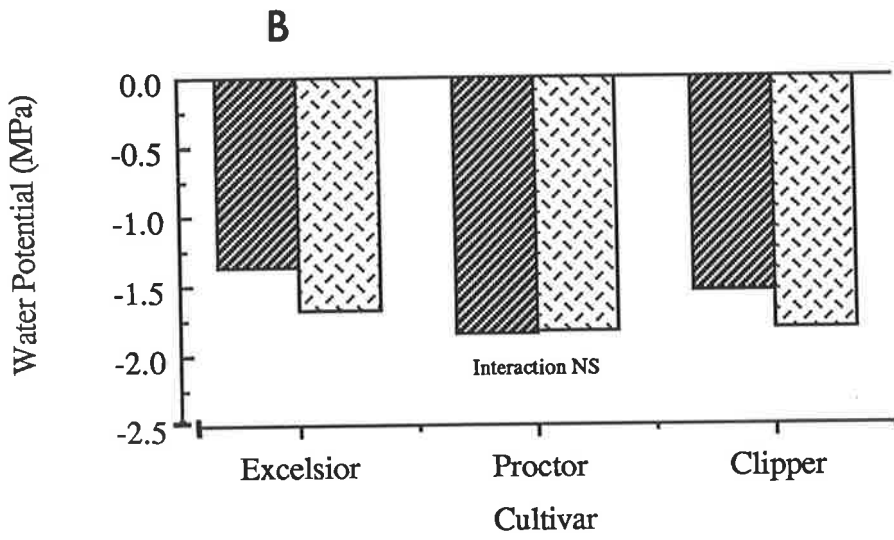 B
Water Potential (MPa)
0.0
-0.5
-1.0
-1.5
-2.0
-2.5
Interaction NS
Excelsior Proctor Clipper
Cultivar